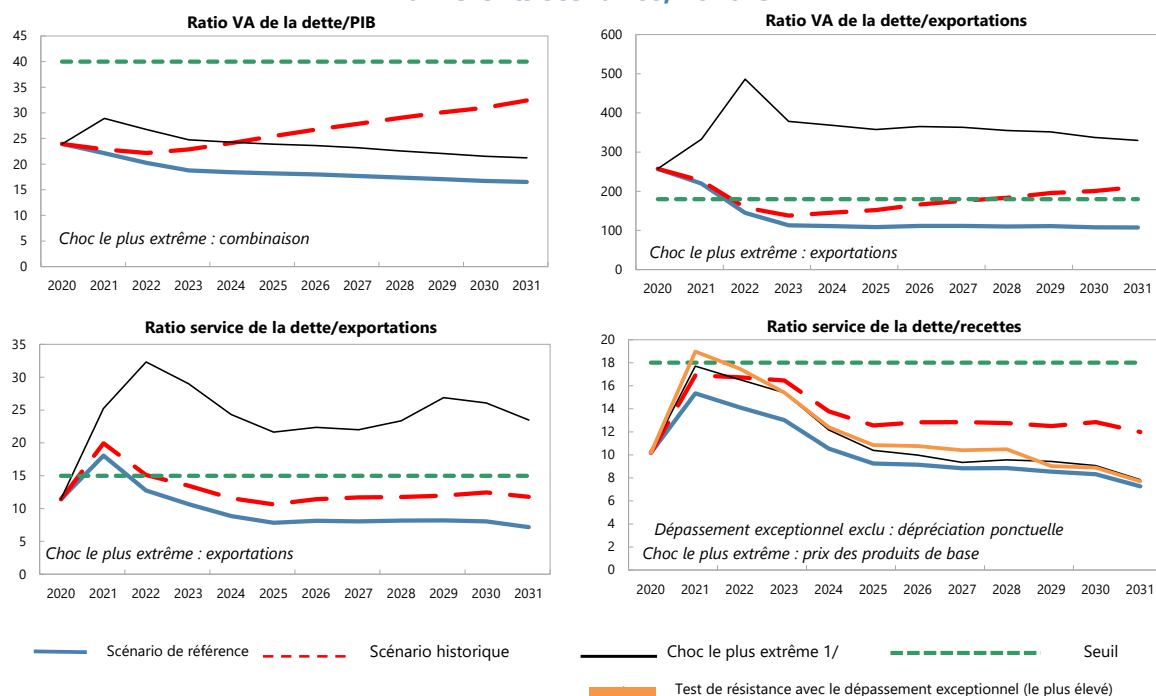 Ratio VA de la dette/PIB
45
40
35
30
25
20
15
10
5
0
Choc le plus extrême : combinaison
2020 2021 2022 2023 2024 2025 2026 2027 2028 2029 2030 2031
Ratio VA de la dette/exportations
600
500
400
300
200
100
0
Choc le plus extrême : exportations
2020 2021 2022 2023 2024 2025 2026 2027 2028 2029 2030 2031
Ratio service de la dette/exportations
35
30
25
20
15
10
5
0
Choc le plus extrême : exportations
2020 2021 2022 2023 2024 2025 2026 2027 2028 2029 2030 2031
Ratio service de la dette/recettes
20
18
16
14
12
10
8
6
4
2
0
Dépassement exceptionnel exclu : dépréciation ponctuelle
Choc le plus extrême : prix des produits de base
2020 2021 2022 2023 2024 2025 2026 2027 2028 2029 2030 2031
Scénario de référence
Scénario historique
Choc le plus extrême 1/
Seuil
Test de résistance avec le dépassement exceptionnel (le plus élevé)